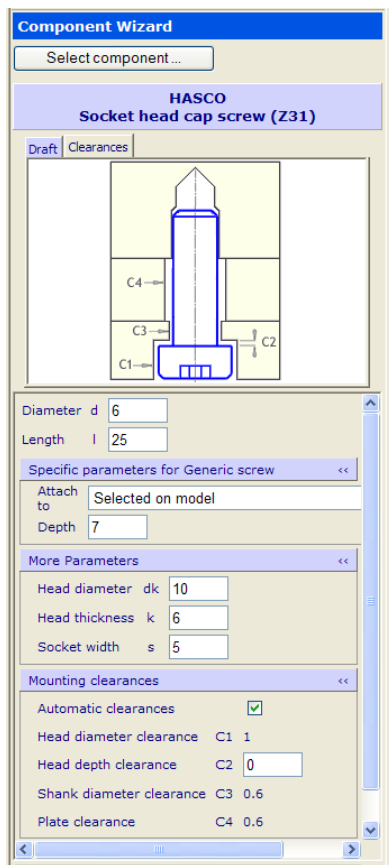 Component Wizard
Select component ...
HASCO
Socket head cap screw (Z31)
Draft Clearances
C4
C3
C2
C1
Diameter d 6
Length l 25
Specific parameters for Generic screw <<
Attach to Selected on model
Depth 7
More Parameters <<
Head diameter dk 10
Head thickness k 6
Socket width s 5
Mounting clearances <<
Automatic clearances
Head diameter clearance C1 1
Head depth clearance C2 0
Shank diameter clearance C3 0.6
Plate clearance C4 0.6